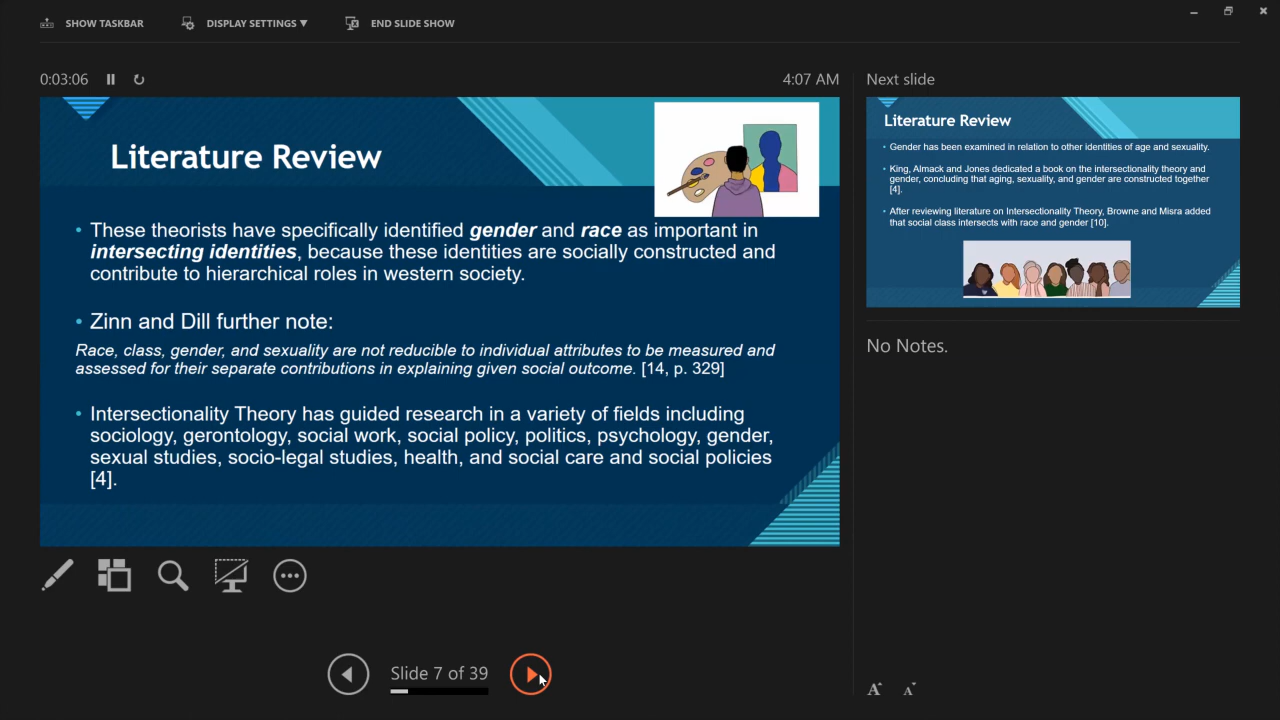 SHOW TASKBAR
DISPLAY SETTINGS ▼
END SLIDE SHOW
0:03:06
4:07 AM
Literature Review
• These theorists have specifically identified gender and race as important in
intersecting identities, because these identities are socially constructed and
contribute to hierarchical roles in western society.
• Zinn and Dill further note:
Race, class, gender, and sexuality are not reducible to individual attributes to be measured and
assessed for their separate contributions in explaining given social outcome. [14, p. 329]
• Intersectionality Theory has guided research in a variety of fields including
sociology, gerontology, social work, social policy, politics, psychology, gender,
sexual studies, socio-legal studies, health, and social care and social policies
[4].
Slide 7 of 39
Next slide
Literature Review
• Gender has been examined in relation to other identities of age and sexuality.
• King, Almack and Jones dedicated a book on the intersectionality theory and
gender, concluding that aging, sexuality, and gender are constructed together
[4].
• After reviewing literature on Intersectionality Theory, Browne and Misra added
that social class intersects with race and gender [10].
No Notes.
A A